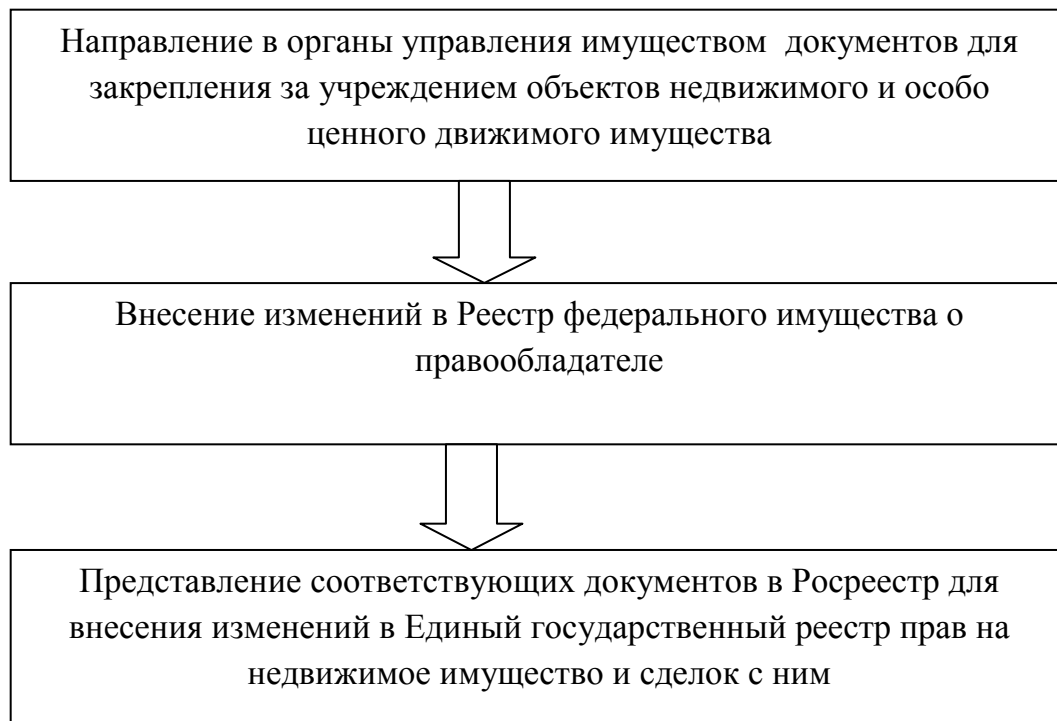 Направление в органы управления имуществом документов для
закрепления за учреждением объектов недвижимого и особо
ценного движимого имущества
Внесение изменений в Реестр федерального имущества о
правообладателе
Представление соответствующих документов в Росреестр для
внесения изменений в Единый государственный реестр прав на
недвижимое имущество и сделок с ним